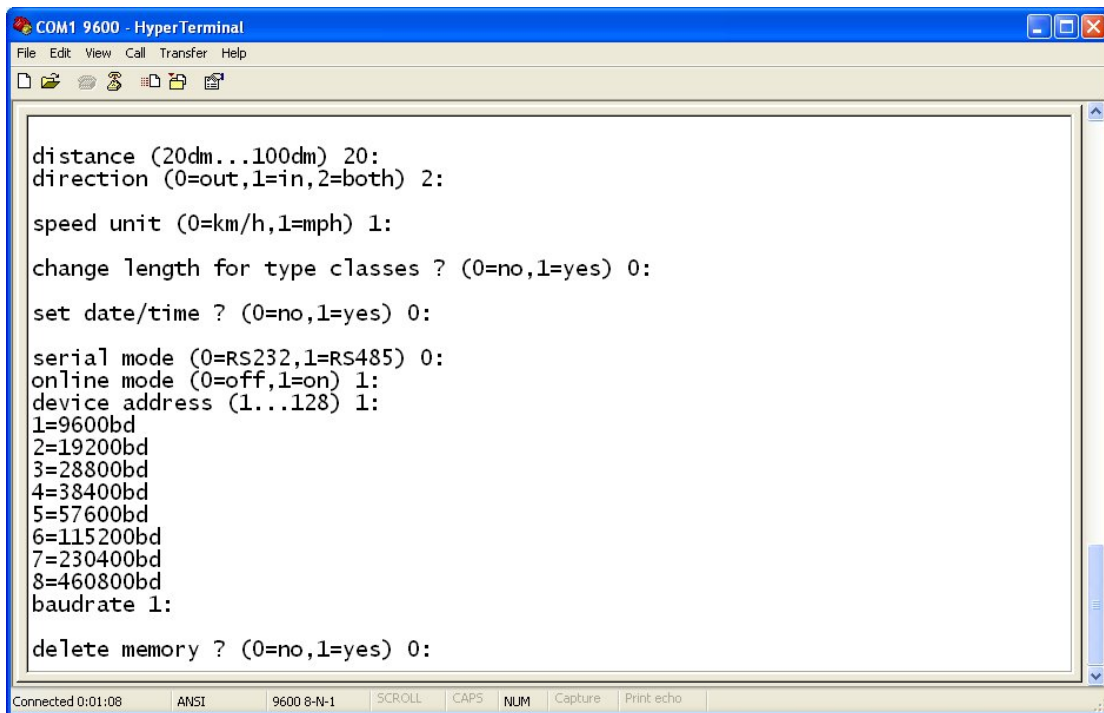 COM1 9600 - HyperTerminal
File Edit View Call Transfer Help
distance (20dm...100dm) 20:
direction (0=out,1=in,2=both) 2:
speed unit (0=km/h,1=mph) 1:
change length for type classes ? (0=no,1=yes) 0:
set date/time ? (0=no,1=yes) 0:
serial mode (0=RS232,1=RS485) 0:
online mode (0=off,1=on) 1:
device address (1...128) 1:
1=9600bd
2=19200bd
3=28800bd
4=38400bd
5=57600bd
6=115200bd
7=230400bd
8=460800bd
baudrate 1:
delete memory ? (0=no,1=yes) 0:
Connected 0:01:08 ANSI 9600 8-N-1 SCROLL CAPS NUM Capture Print echo